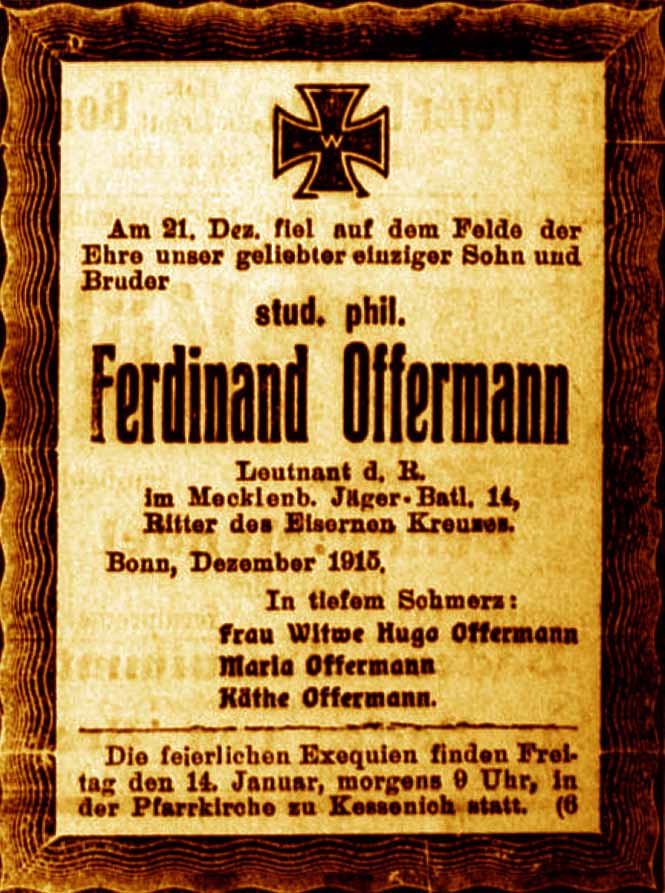 W
Am 21. Dez. fiel auf dem Felde der
Ehre unser geliebter einziger Sohn und
Bruder
stud. phil.
Ferdinand Offermann
Leutnant d. R.
im Mecklenb. Jäger-Batl. 14,
Ritter des Eisernen Kreuzes.
Bonn, Dezember 1915.
In tiefem Schmerz:
Frau Witwe Hugo Offermann
Maria Offermann
Käthe Offermann.
Die feierlichen Exequien finden Frei-
tag den 14. Januar, morgens 9 Uhr, in
der Pfarrkirche zu Kessenich statt. (6